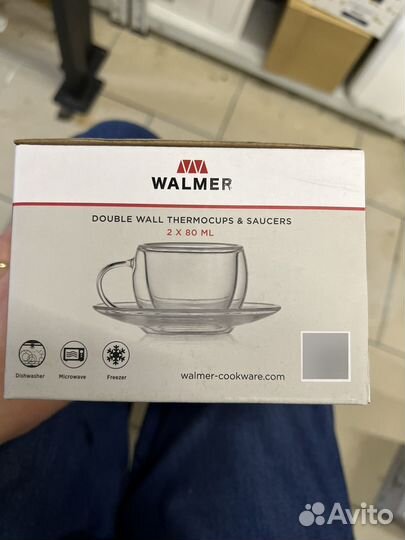 WALMER
DOUBLE WALL THERMOCUPS & SAUCERS
2 X 80 ML
Dishwasher
Microwave
Freezer
walmer-cookware.com
Avito